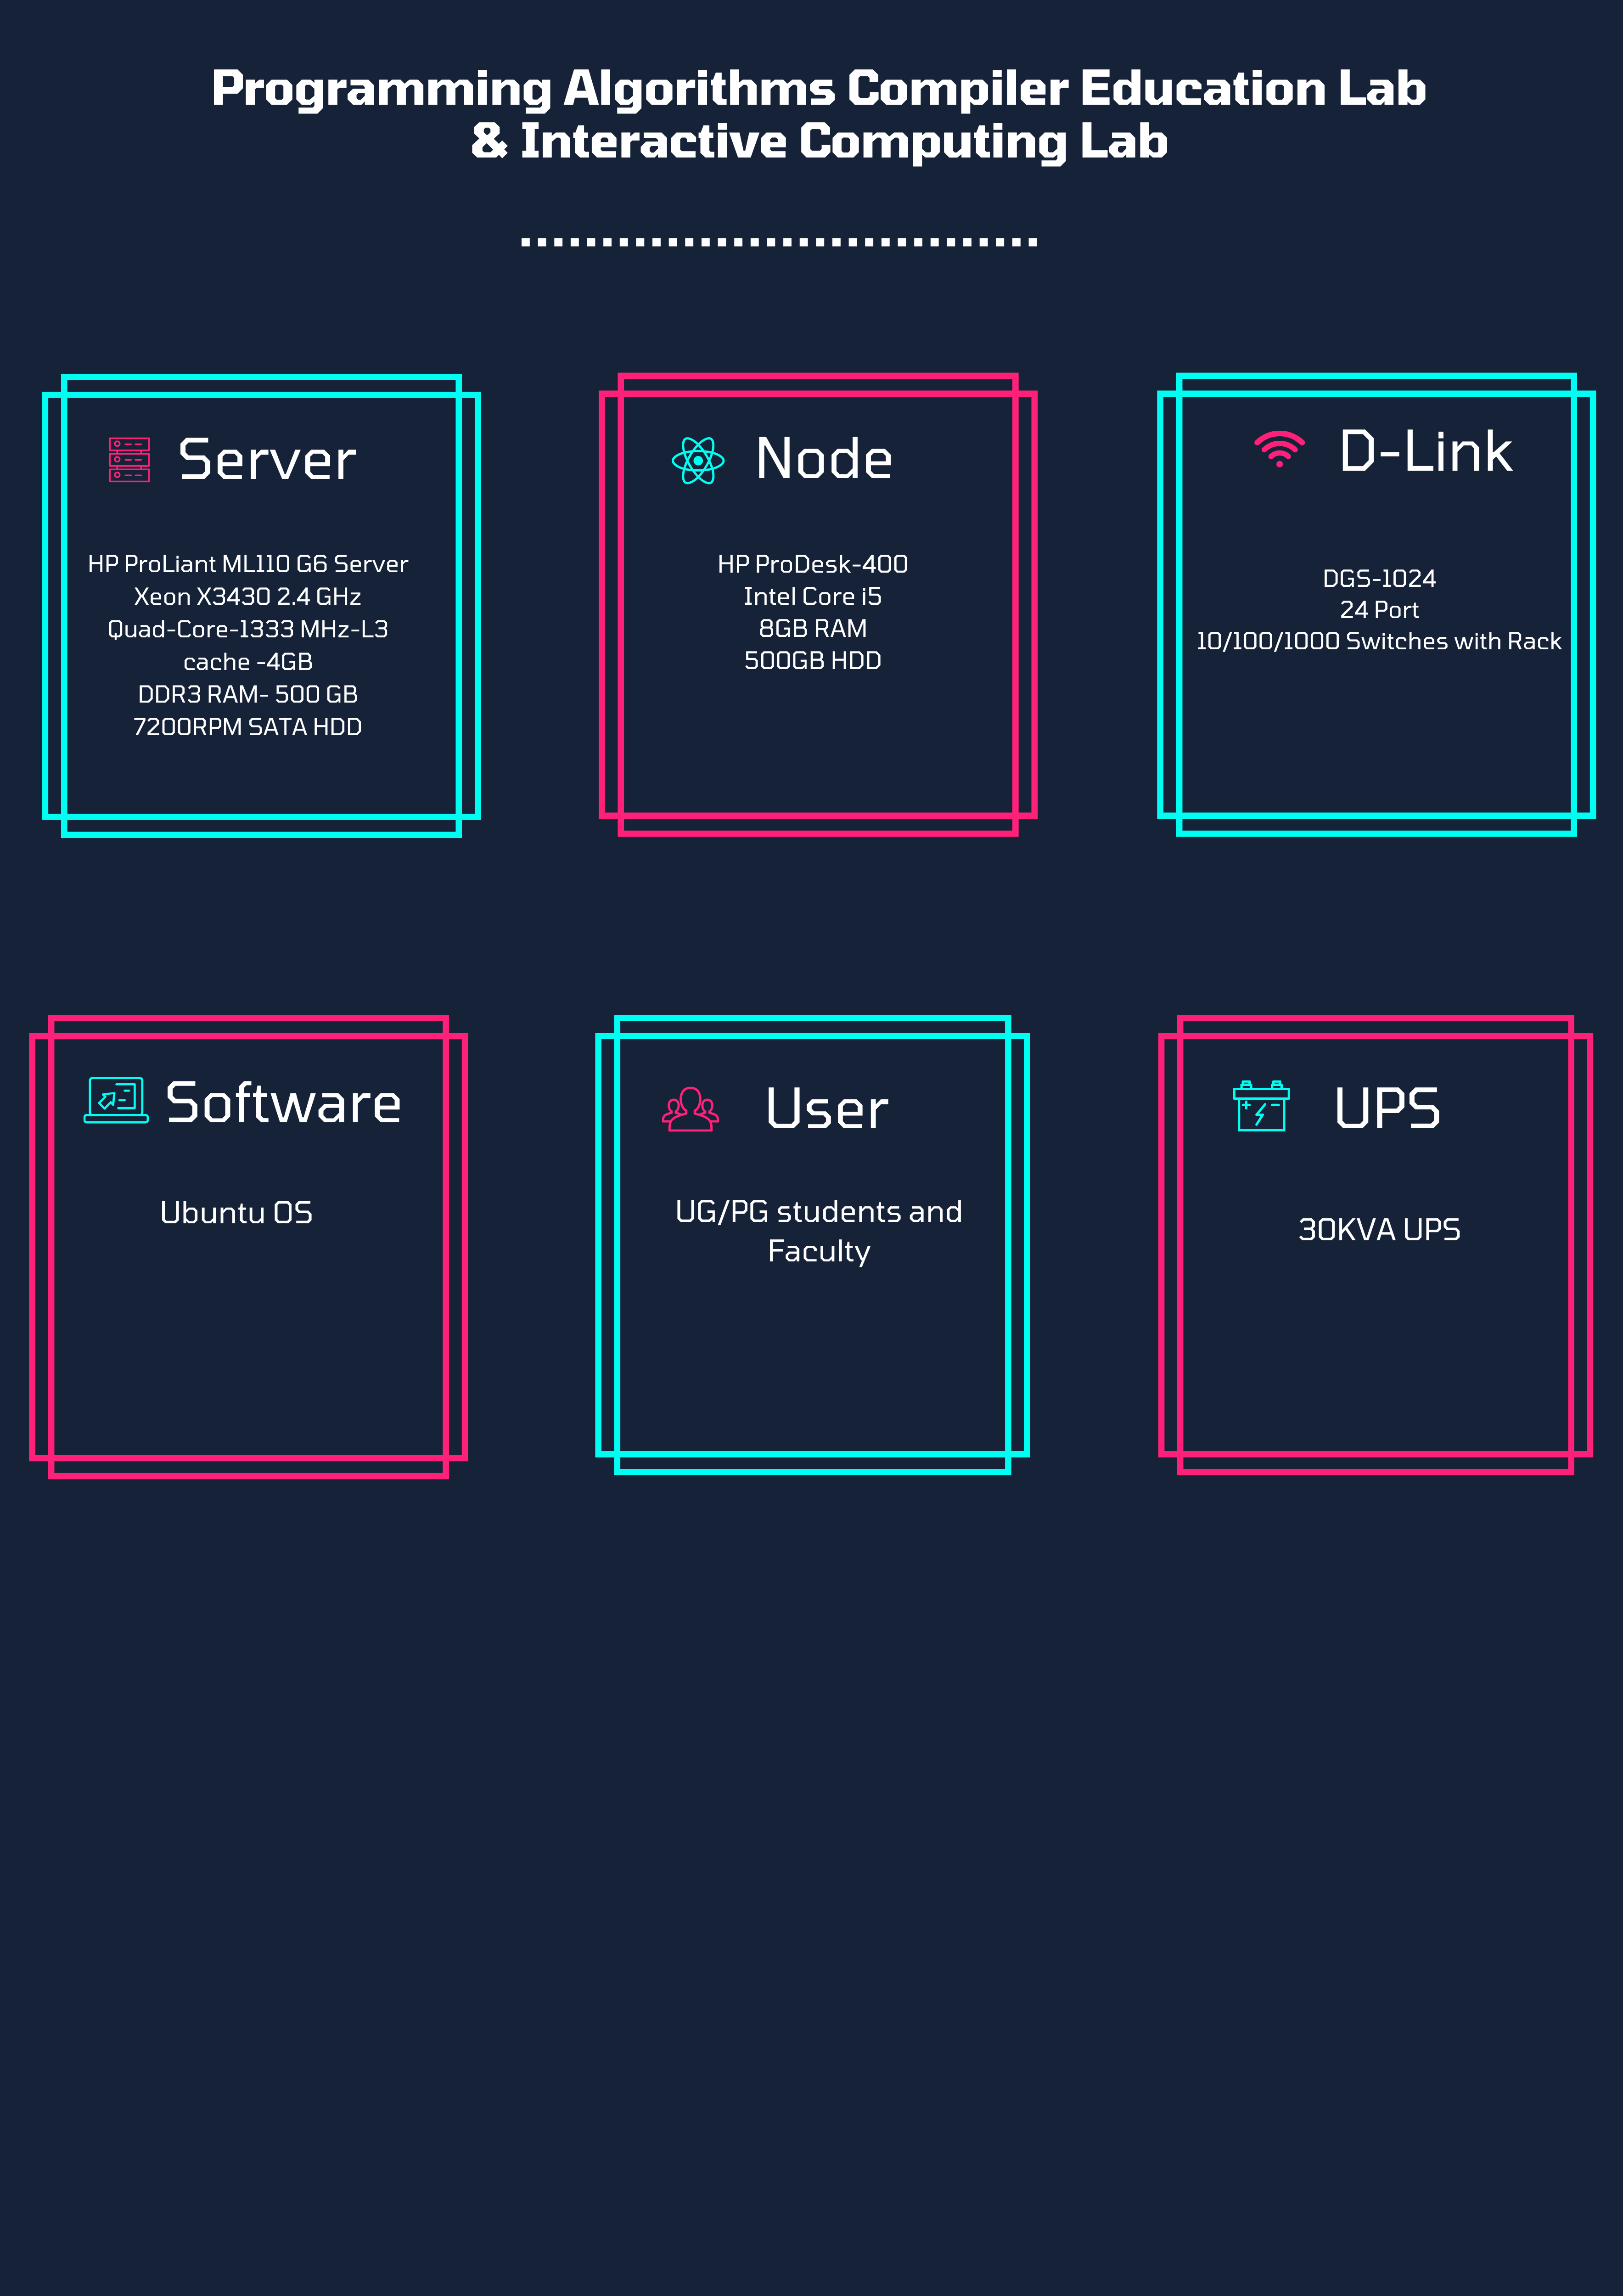 Programming Algorithms Compiler Education Lab
& Interactive Computing Lab
Server
HP ProLiant ML110 G6 Server
Xeon X3430 2.4 GHz
Quad-Core-1333 MHz-L3
cache -4GB
DDR3 RAM- 500 GB
7200RPM SATA HDD
Node
HP ProDesk-400
Intel Core i5
8GB RAM
500GB HDD
D-Link
DGS-1024
24 Port
10/100/1000 Switches with Rack
Software
Ubuntu OS
User
UG/PG students and
Faculty
UPS
30KVA UPS